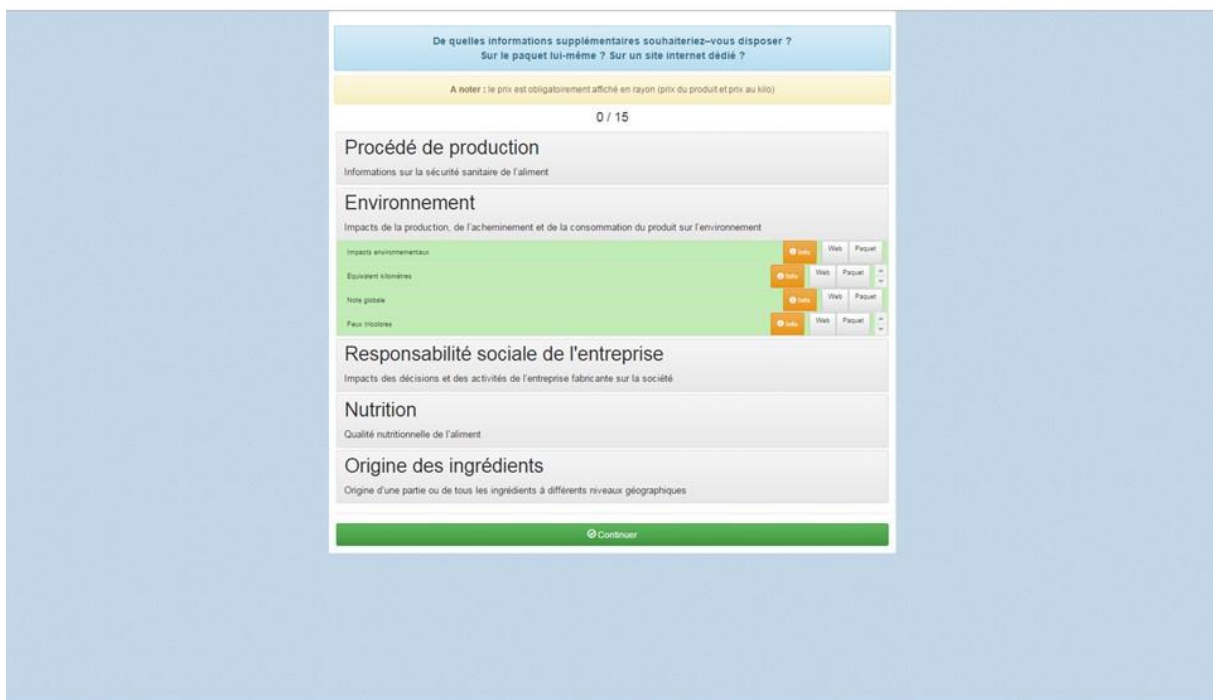 De quelles informations supplémentaires souhaiteriez-vous disposer ?
Sur le paquet lui-même ? Sur un site internet dédié ?
A noter : le prix est obligatoirement affiché en rayon (prix du produit et prix au kilo)
0 / 15
Procédé de production
Informations sur la sécurité sanitaire de l'aliment
Environnement
Impacts de la production, de l'acheminement et de la consommation du produit sur l'environnement
Impacts environnementaux Info Web Paquet
Equivalent kilomètres Info Web Paquet
Note globale Info Web Paquet
Feux tricolores Info Web Paquet
Responsabilité sociale de l'entreprise
Impacts des décisions et des activités de l'entreprise fabricante sur la société
Nutrition
Qualité nutritionnelle de l'aliment
Origine des ingrédients
Origine d'une partie ou de tous les ingrédients à différents niveaux géographiques
Continuer